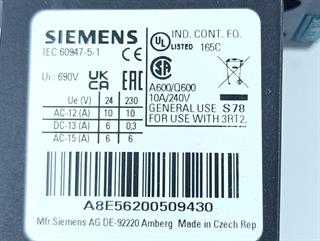 SIEMENS
IEC 60947-5-1
Ui: 690V UK CA EAC
Ue (V) 24 230
AC-12 (A) 10 10
DC-13 (A) 6 0,3
AC-15 (A) 6 6
UL LISTED IND. CONT. EQ. 165C
A600/Q600
10A/240V
GENERAL USE S78
FOR USE WITH 3RT2.
A8E56200509430
Mfr.Siemens AG DE-92220 Amberg Made in Czech Rep